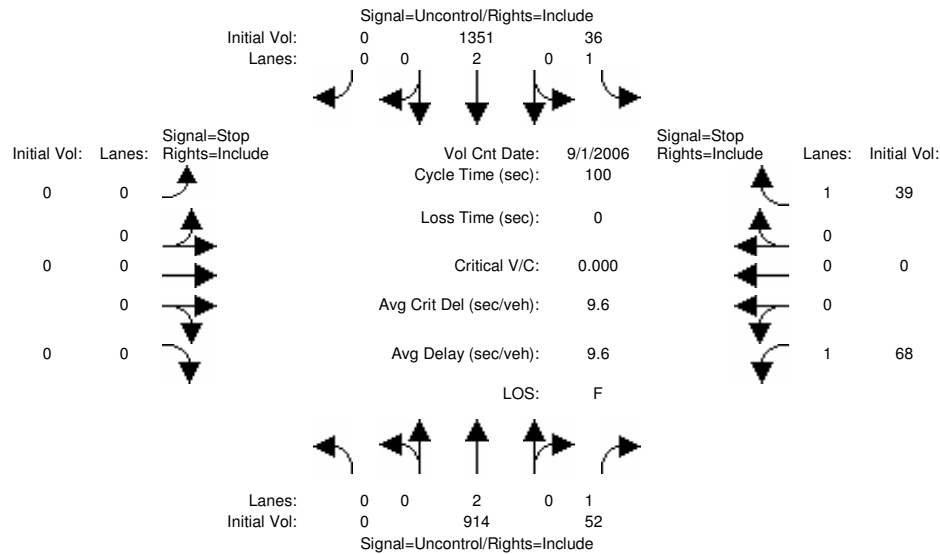 Signal=Uncontrol/Rights=Include
Initial Vol: 0 1351 36
Lanes: 0 0 2 0 1
Signal=Stop Signal=Stop
Initial Vol: Lanes: Rights=Include Vol Cnt Date: 9/1/2006 Rights=Include Lanes: Initial Vol:
Cycle Time (sec): 100
0 0 1 39
Loss Time (sec): 0
0 0
0 0 Critical V/C: 0.000 0 0
0 Avg Crit Del (sec/veh): 9.6 0
0 0 Avg Delay (sec/veh): 9.6 1 68
LOS: F
Lanes: 0 0 2 0 1
Initial Vol: 0 914 52
Signal=Uncontrol/Rights=Include